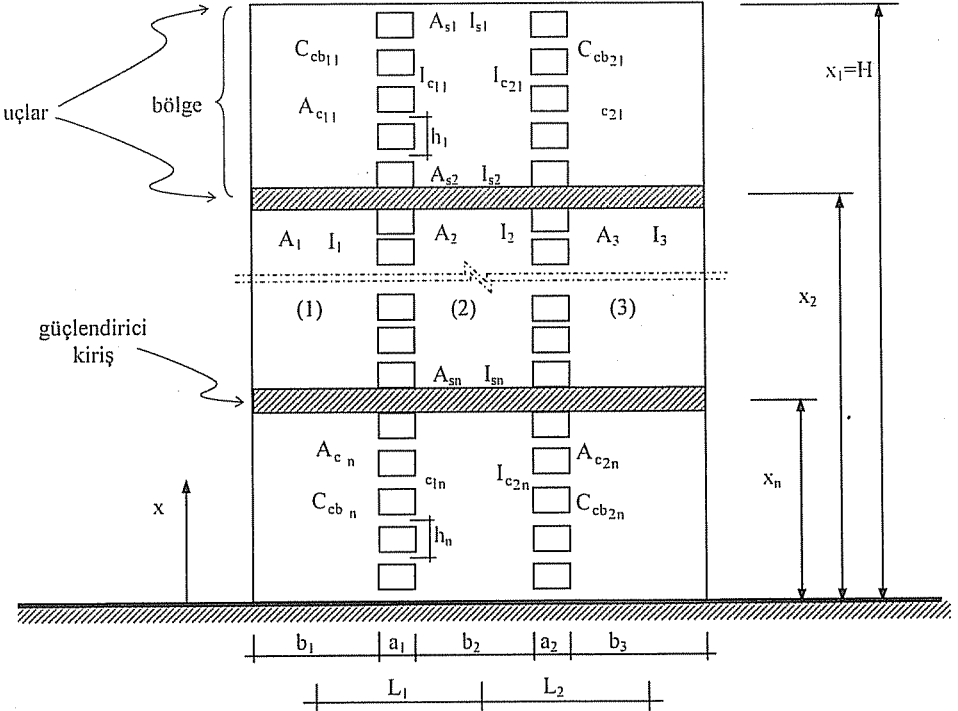 A_s1 I_s1
C_cb11 C_cb21
I_c11 I_c21
x_1=H
bölge
uçlar
A_c11 c21
h_1
A_s2 I_s2
A_1 I_1 A_2 I_2 A_3 I_3
x_2
(1) (2) (3)
güçlendirici
kiriş
A_sn I_sn
A_c n A_c2n
c1n I_c2n
x_n
x
C_cb n C_cb2n
h_n
b_1 a_1 b_2 a_2 b_3
L_1 L_2